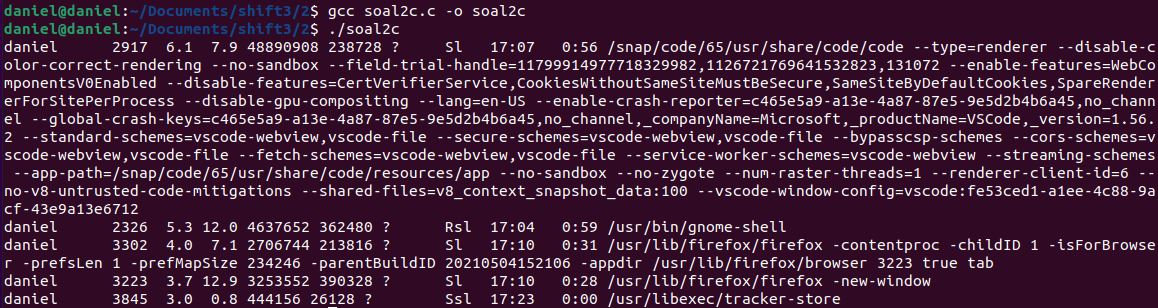 daniel@daniel:~/Documents/shift3/2$ gcc soal2c.c -o soal2c
daniel@daniel:~/Documents/shift3/2$ ./soal2c
daniel      2917  6.1  7.9 48890908 238728 ?     Sl   17:07   0:56 /snap/code/65/usr/share/code/code --type=renderer --disable-c
olor-correct-rendering --no-sandbox --field-trial-handle=11799914977718329982,1126721769641532823,131072 --enable-features=WebCo
mponentsV0Enabled --disable-features=CertVerifierService,CookiesWithoutSameSiteMustBeSecure,SameSiteByDefaultCookies,SpareRender
erForSitePerProcess --disable-gpu-compositing --lang=en-US --enable-crash-reporter=c465e5a9-a13e-4a87-87e5-9e5d2b4b6a45,no_chann
el --global-crash-keys=c465e5a9-a13e-4a87-87e5-9e5d2b4b6a45,no_channel,_companyName=Microsoft,_productName=VSCode,_version=1.56.
2 --standard-schemes=vscode-webview,vscode-file --secure-schemes=vscode-webview,vscode-file --bypasscsp-schemes --cors-schemes=v
scode-webview,vscode-file --fetch-schemes=vscode-webview,vscode-file --service-worker-schemes=vscode-webview --streaming-schemes
 --app-path=/snap/code/65/usr/share/code/resources/app --no-sandbox --no-zygote --num-raster-threads=1 --renderer-client-id=6 --
no-v8-untrusted-code-mitigations --shared-files=v8_context_snapshot_data:100 --vscode-window-config=vscode:fe53ced1-a1ee-4c88-9a
cf-43e9a13e6712
daniel      2326  5.3 12.0 4637652 362480 ?      Rsl  17:04   0:59 /usr/bin/gnome-shell
daniel      3302  4.0  7.1 2706744 213816 ?      Sl   17:10   0:31 /usr/lib/firefox/firefox -contentproc -childID 1 -isForBrowse
r -prefsLen 1 -prefMapSize 234246 -parentBuildID 20210504152106 -appdir /usr/lib/firefox/browser 3223 true tab
daniel      3223  3.7 12.9 3253552 390328 ?      Sl   17:10   0:28 /usr/lib/firefox/firefox -new-window
daniel      3845  3.0  0.8 444156 26128 ?        Ssl  17:23   0:00 /usr/libexec/tracker-store